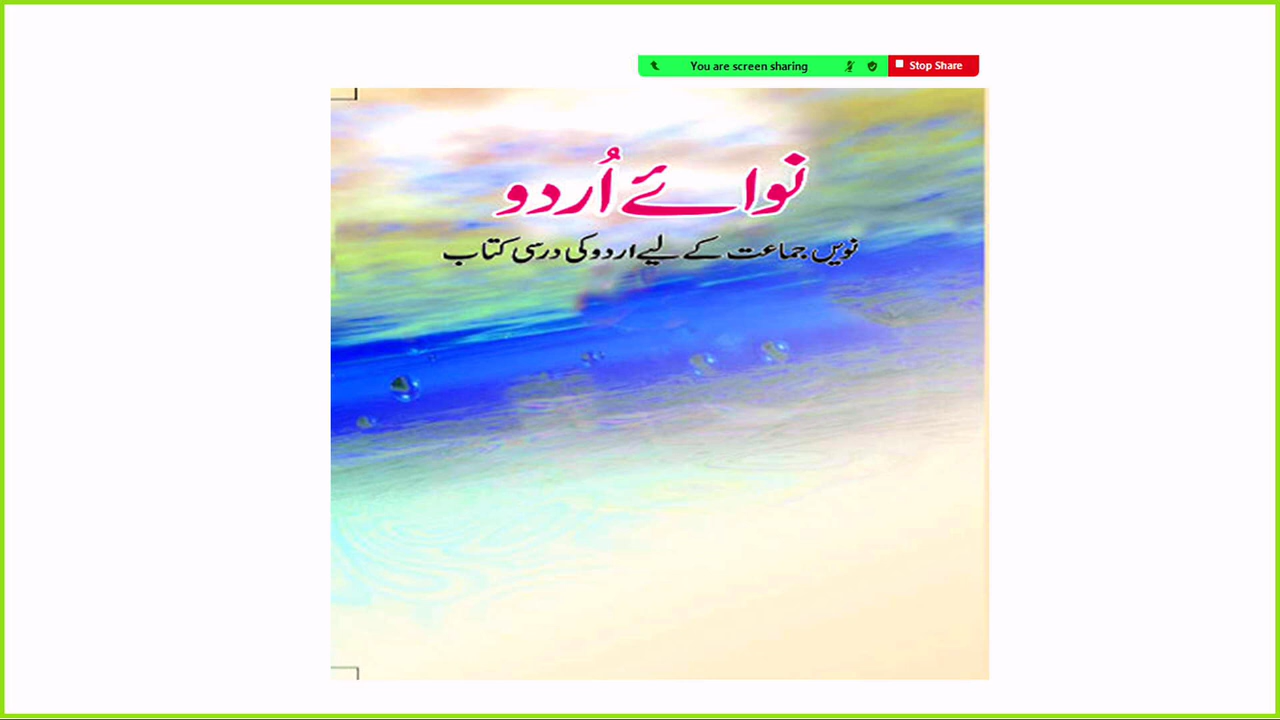 You are screen sharing
Stop Share
نوائے اُردو
نویں جماعت کے لیے اردو کی درسی کتاب